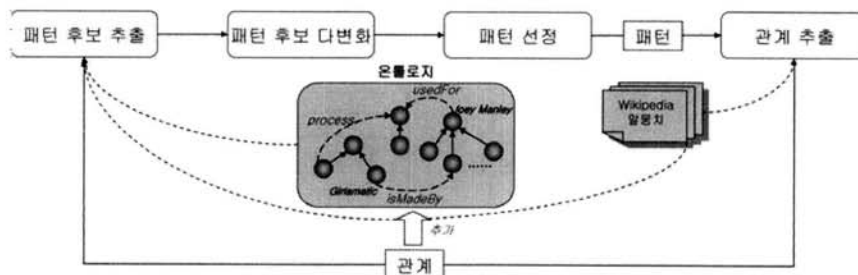 패턴 후보 추출
패턴 후보 다변화
패턴 선정
패턴
관계 추출
온톨로지
usedFor
Joey Manley
process
Girlamatic
isMadeBy
......
Wikipedia
말뭉치
추가
관계